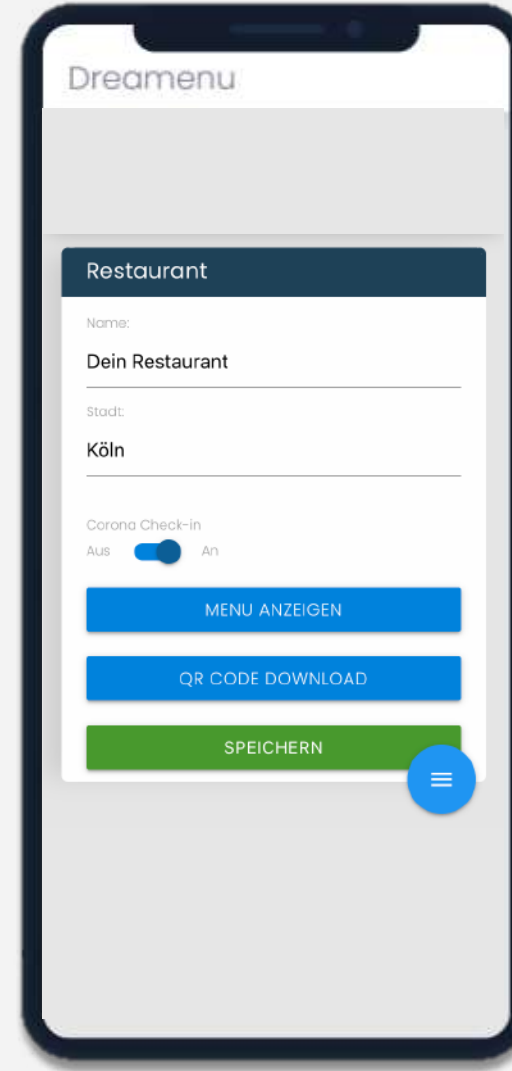 Dreamenu
Restaurant
Name:
Dein Restaurant
Stadt:
Köln
Corona Check-in
Aus An
MENU ANZEIGEN
QR CODE DOWNLOAD
SPEICHERN